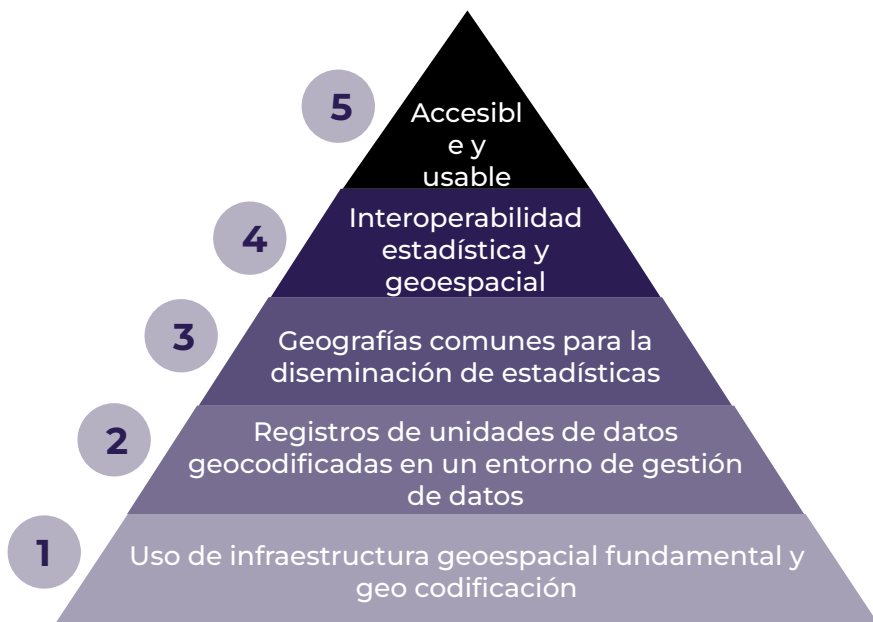 5
Accesibl
e y
usable
4
Interoperabilidad
estadística y
geoespacial
3
Geografías comunes para la
diseminación de estadísticas
2
Registros de unidades de datos
geocodificadas en un entorno de gestión
de datos
1
Uso de infraestructura geoespacial fundamental y
geo codificación